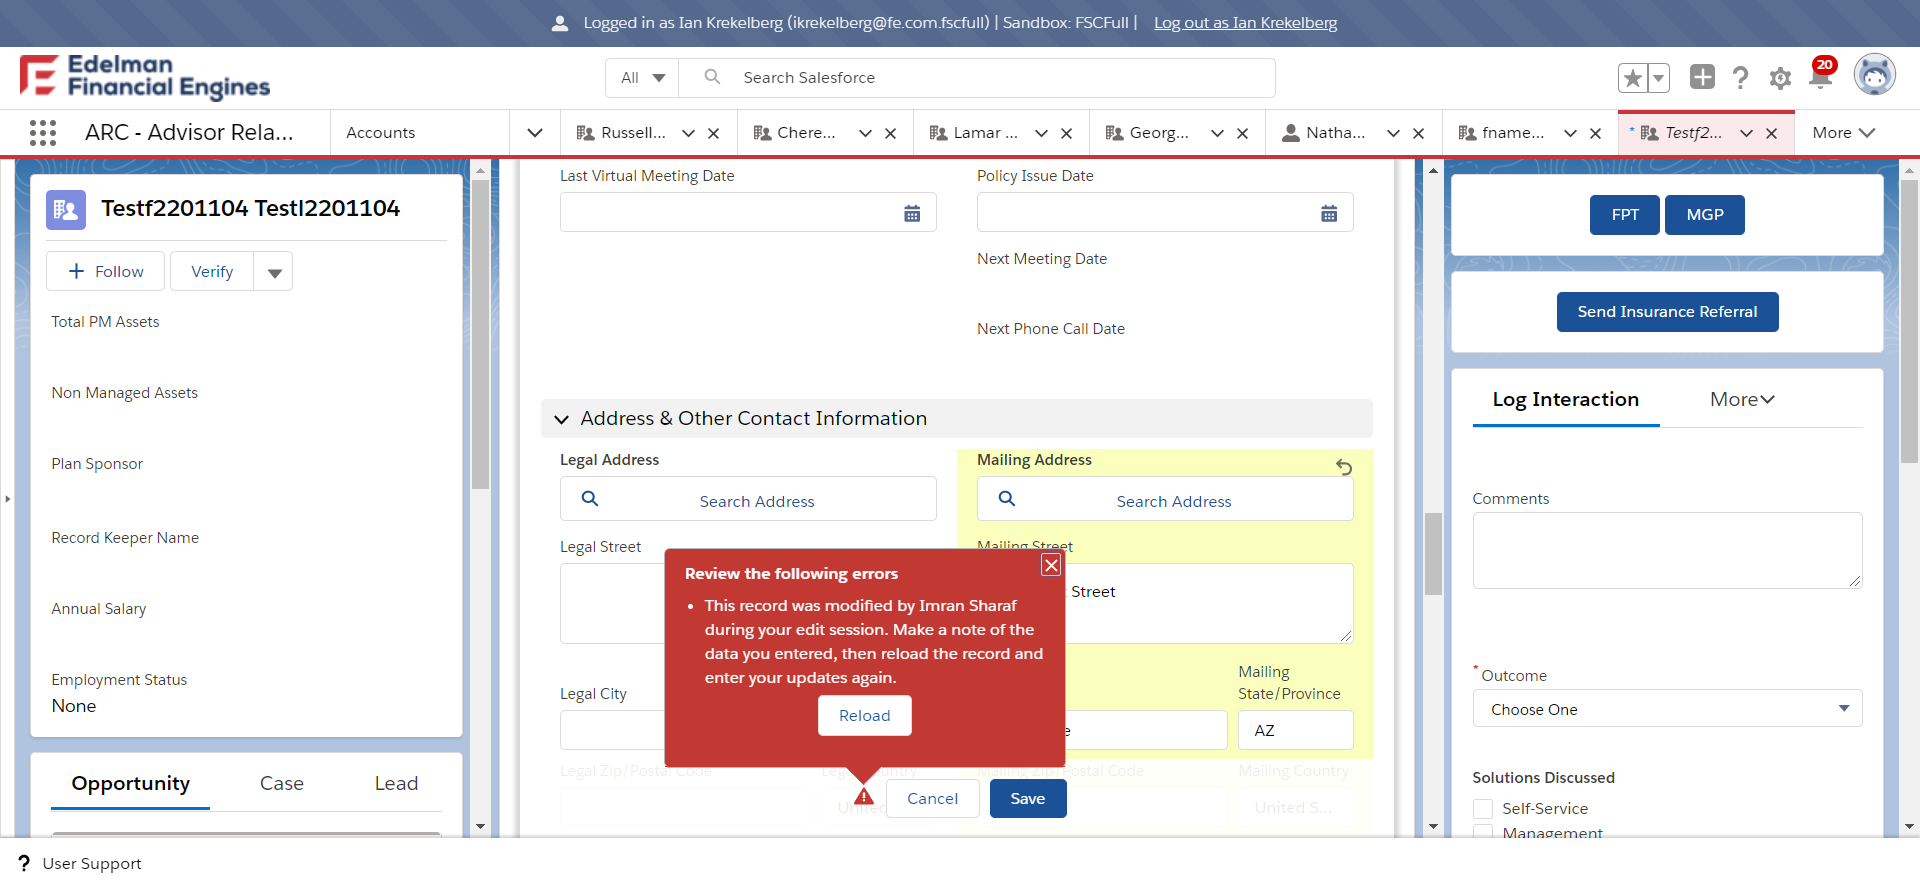 Logged in as Ian Krekelberg (ikrekelberg@fe.com.fscfull) | Sandbox: FSCFull | Log out as Ian Krekelberg
Edelman
Financial Engines
All
Search Salesforce
20
ARC - Advisor Rela...
Accounts
Russell...
Chere...
Lamar ...
Georg...
Natha...
fname...
* Testf2...
More
Testf2201104 Testl2201104
Follow
Verify
Total PM Assets
Non Managed Assets
Plan Sponsor
Record Keeper Name
Annual Salary
Employment Status
None
Opportunity
Case
Lead
Last Virtual Meeting Date
Policy Issue Date
Next Meeting Date
Next Phone Call Date
Address & Other Contact Information
Legal Address
Search Address
Mailing Address
Search Address
Legal Street
Mailing Street
Street
Legal City
Mailing
State/Province
AZ
Legal Zip/Postal Code
Mailing Zip/Postal Code
Mailing Country
United S...
Review the following errors
• This record was modified by Imran Sharaf
during your edit session. Make a note of the
data you entered, then reload the record and
enter your updates again.
Reload
Cancel
Save
FPT
MGP
Send Insurance Referral
Log Interaction
More
Comments
* Outcome
Choose One
Solutions Discussed
Self-Service
Management
? User Support